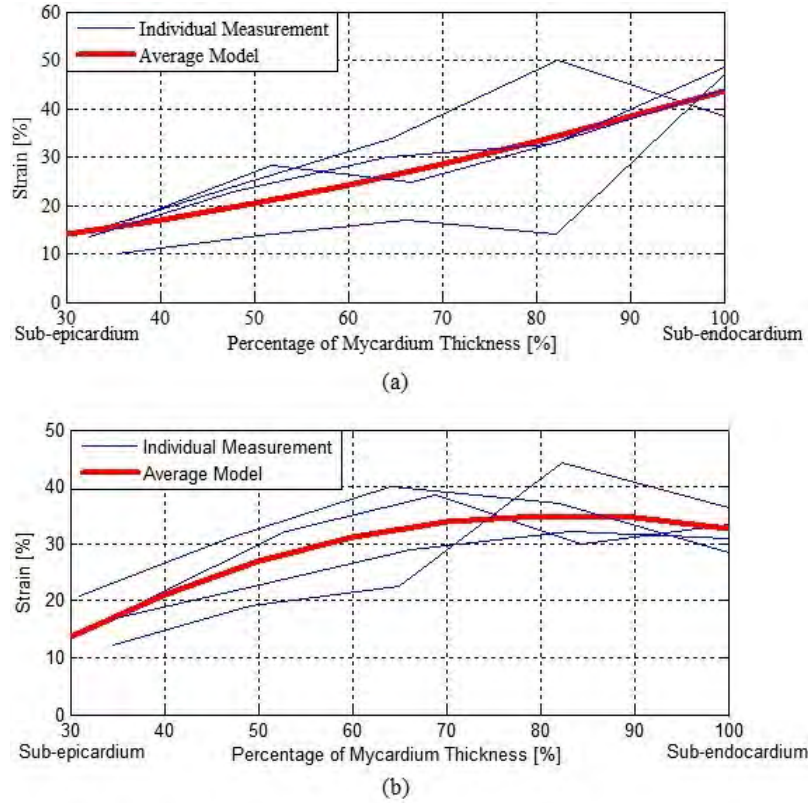 60
50
40
30
20
10
0
Strain [%]
Individual Measurement
Average Model
30 40 50 60 70 80 90 100
Sub-epicardium Percentage of Mycardium Thickness [%] Sub-endocardium
(a)
50
40
30
20
10
0
Strain [%]
Individual Measurement
Average Model
30 40 50 60 70 80 90 100
Sub-epicardium Percentage of Mycardium Thickness [%] Sub-endocardium
(b)